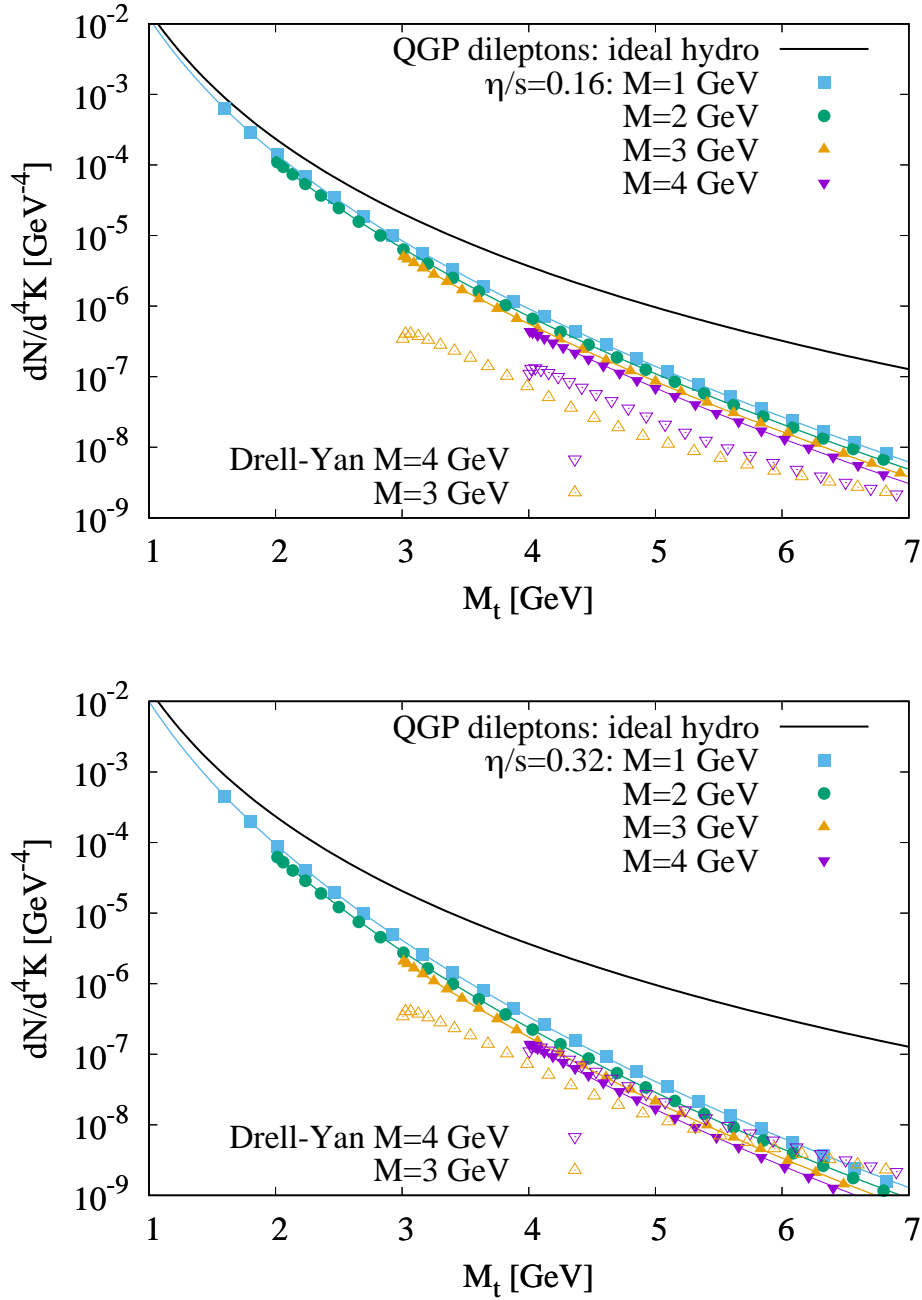 10⁻²
10⁻³
10⁻⁴
10⁻⁵
10⁻⁶
10⁻⁷
10⁻⁸
10⁻⁹
dN/d⁴K [GeV⁻⁴]
QGP dileptons: ideal hydro
η/s=0.16: M=1 GeV
M=2 GeV
M=3 GeV
M=4 GeV
Drell-Yan M=4 GeV
M=3 GeV
1 2 3 4 5 6 7
M_t [GeV]
10⁻²
10⁻³
10⁻⁴
10⁻⁵
10⁻⁶
10⁻⁷
10⁻⁸
10⁻⁹
dN/d⁴K [GeV⁻⁴]
QGP dileptons: ideal hydro
η/s=0.32: M=1 GeV
M=2 GeV
M=3 GeV
M=4 GeV
Drell-Yan M=4 GeV
M=3 GeV
1 2 3 4 5 6 7
M_t [GeV]